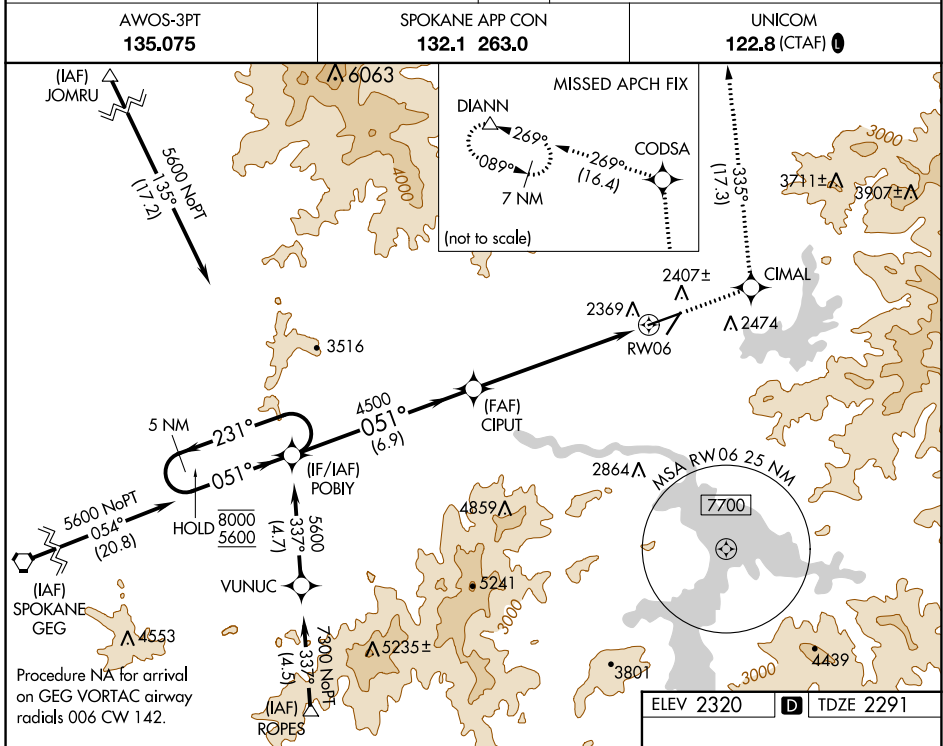 AWOS-3PT
135.075
SPOKANE APP CON
132.1 263.0
UNICOM
122.8 (CTAF) L
(IAF)
JOMRU
6063
MISSED APCH FIX
DIANN
269°
089°
7 NM
269°
(16.4)
CODSA
(not to scale)
335°
(17.3)
3000
3711±
3907±
4000
5600 NoPT
135°
(17.2)
CIMAL
2407±
2369
2474
RW06
3516
4500
051°
(6.9)
(FAF)
CIPUT
5 NM
231°
051°
(IF/IAF)
POBIY
HOLD
8000
5600
5600 NoPT
054°
(20.8)
(IAF)
SPOKANE
GEG
5600
337°
(4.7)
VUNUC
2864
MSA RW06 25 NM
7700
4859
5241
3000
4553
5235±
7300 NoPT
337°
(4.5)
(IAF)
ROPES
3801
3000
4439
Procedure NA for arrival
on GEG VORTAC airway
radials 006 CW 142.
ELEV 2320
D
TDZE 2291